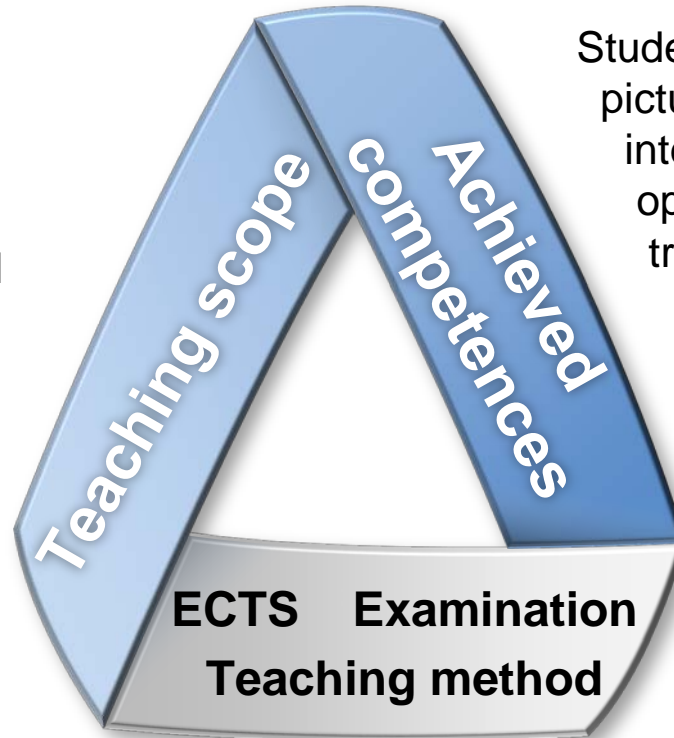 Teaching scope
Achieved
competences
ECTS Examination
Teaching method